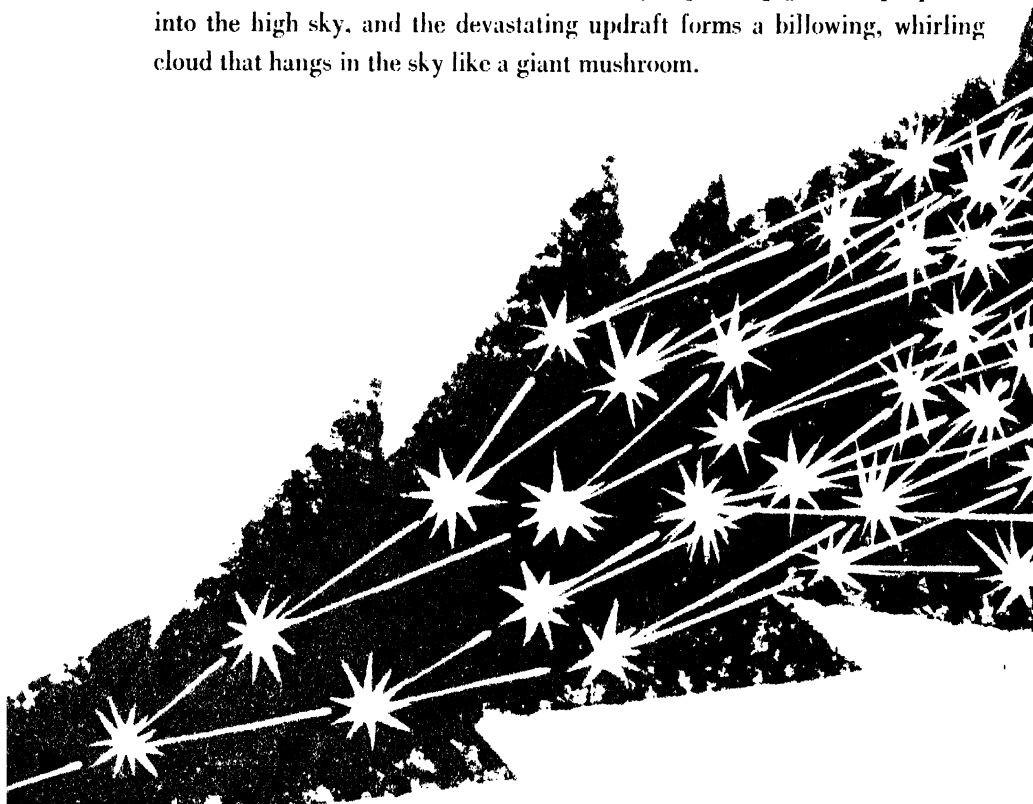 into the high sky, and the devastating updraft forms a billowing, whirling
cloud that hangs in the sky like a giant mushroom.